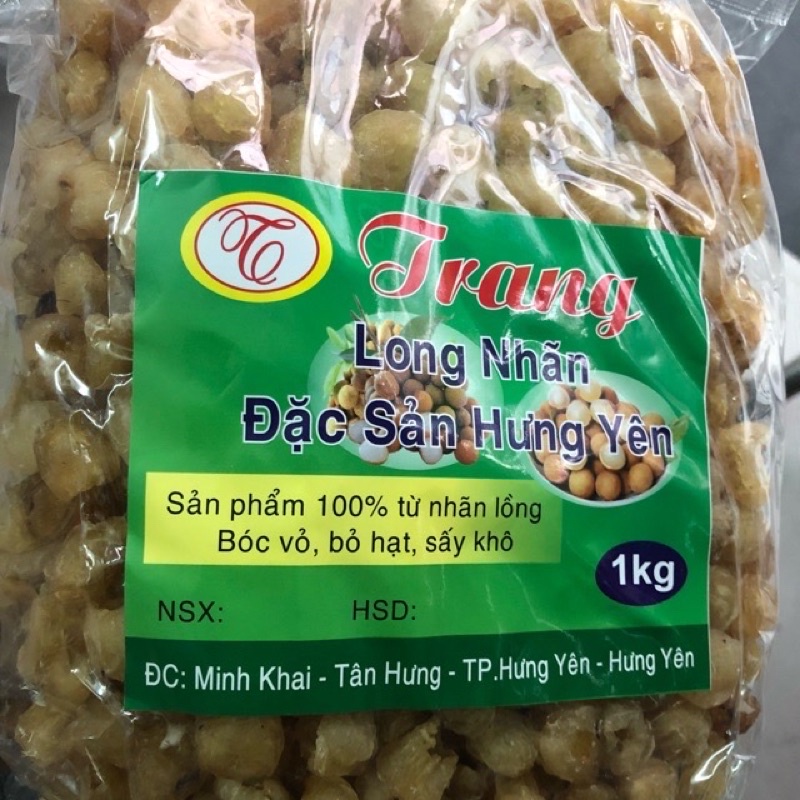 T
Trang
Long Nhãn
Đặc Sản Hưng Yên
Sản phẩm 100% từ nhãn lồng
Bóc vỏ, bỏ hạt, sấy khô
1kg
NSX: HSD:
ĐC: Minh Khai - Tân Hưng - TP.Hưng Yên - Hưng Yên